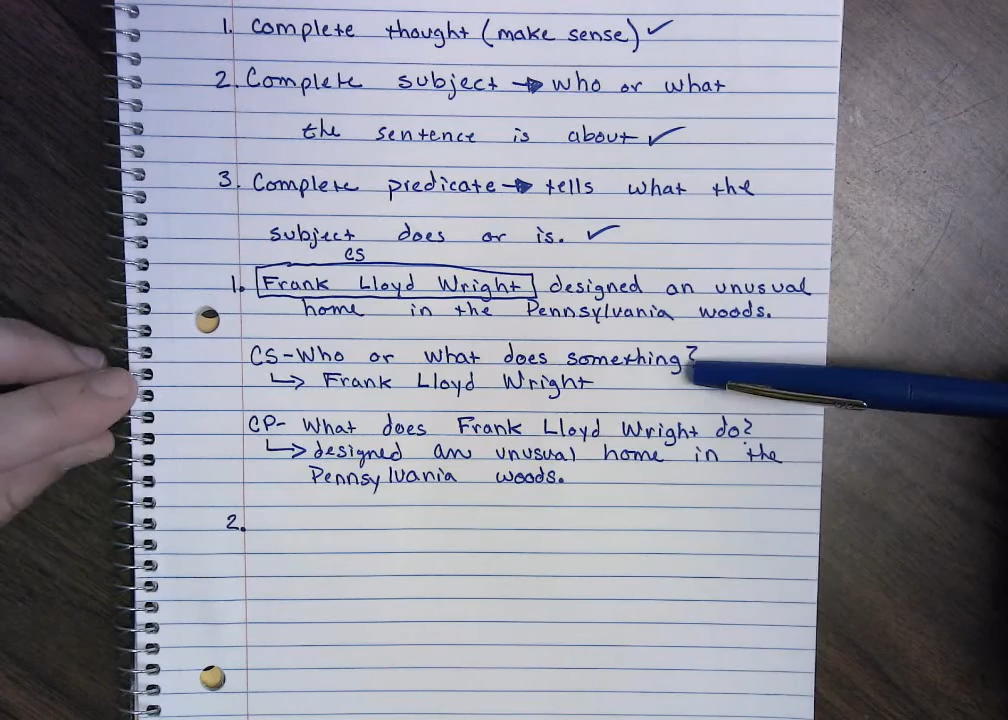 1. Complete thought (make sense) ✓
2. Complete subject → who or what
the sentence is about ✓
3. Complete predicate → tells what the
subject does or is. ✓
CS
1. Frank Lloyd Wright designed an unusual
home in the Pennsylvania woods.
CS-Who or what does something?
↳ Frank Lloyd Wright
CP- What does Frank Lloyd Wright do?
↳ designed an unusual home in the
Pennsylvania woods.
2.